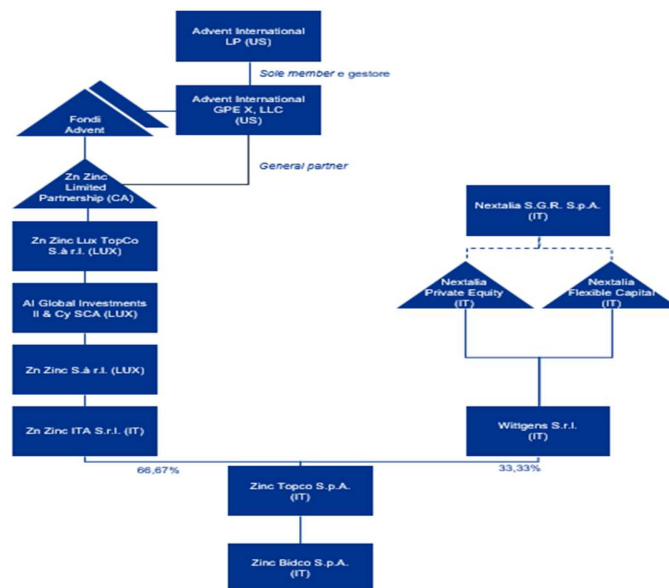 Advent International
LP (US)
Sole member e gestore
Advent International
GPE X, LLC
(US)
Fondi
Advent
General partner
Zn Zinc
Limited
Partnership (CA)
Zn Zinc Lux TopCo
S.à r.l. (LUX)
AI Global Investments
II & Cy SCA (LUX)
Zn Zinc S.à r.l. (LUX)
Zn Zinc ITA S.r.l. (IT)
Nextalia S.G.R. S.p.A.
(IT)
Nextalia
Private Equity
(IT)
Nextalia
Flexible Capital
(IT)
Wittgens S.r.l.
(IT)
66,67%
33,33%
Zinc Topco S.p.A.
(IT)
Zinc Bidco S.p.A.
(IT)